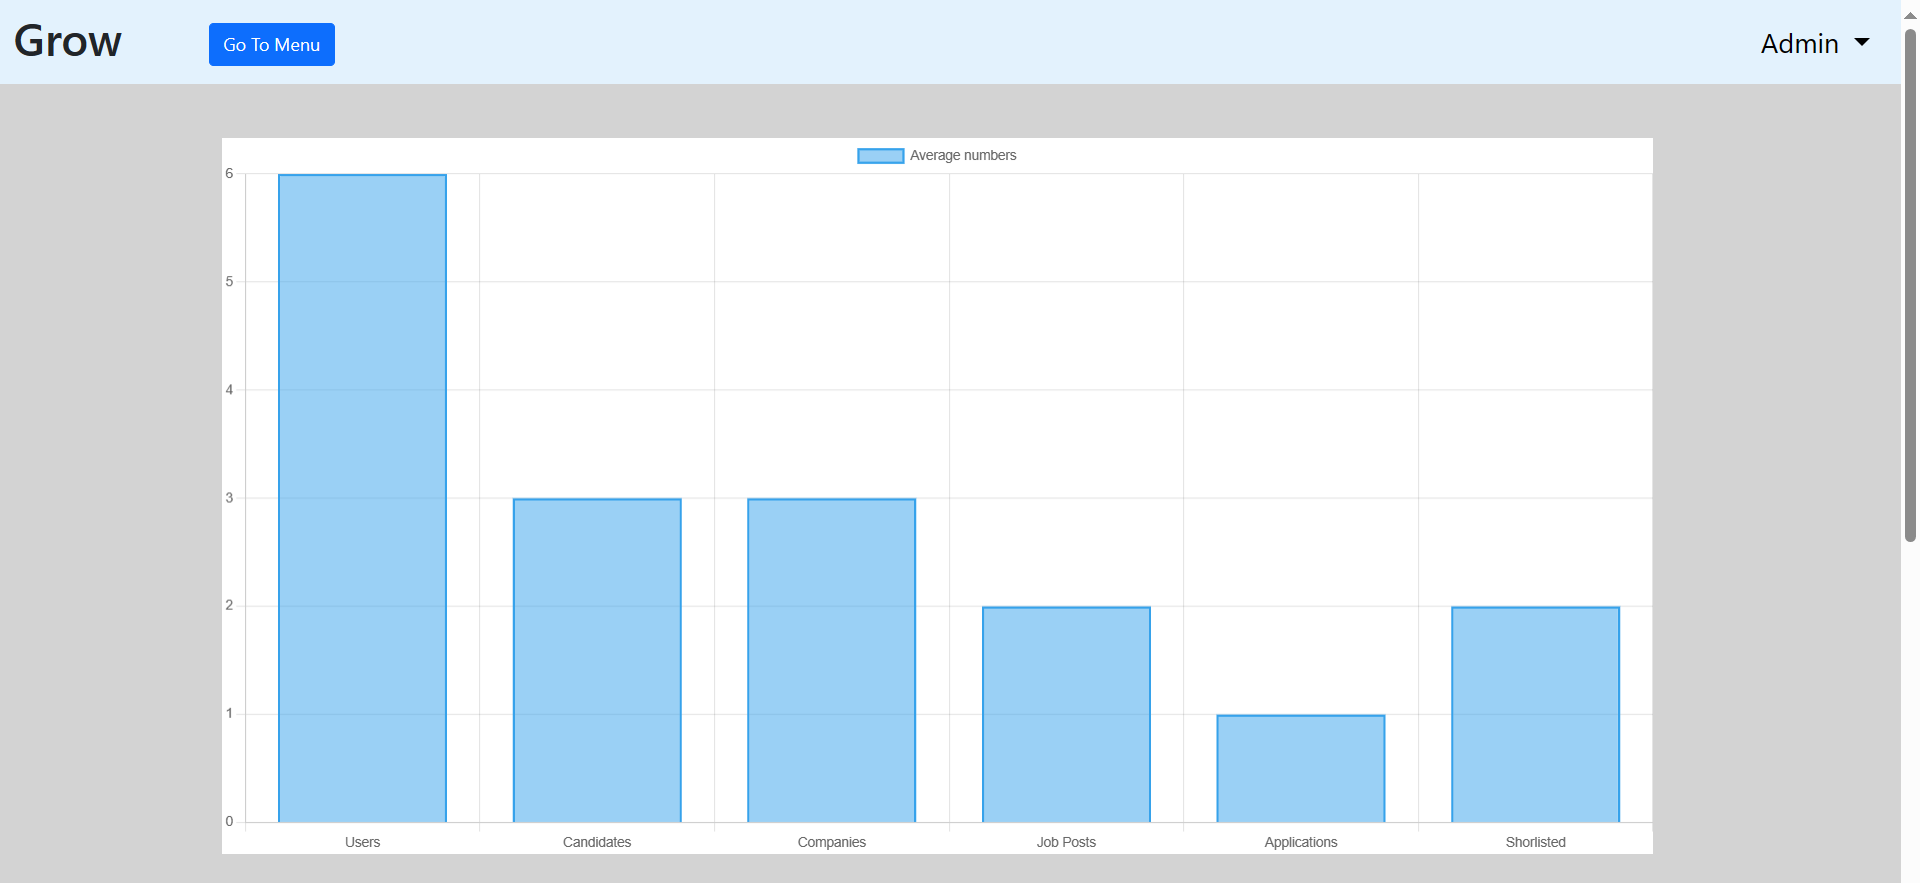 Grow
Go To Menu
Admin
Average numbers
6
5
4
3
2
1
0
Users
Candidates
Companies
Job Posts
Applications
Shorlisted